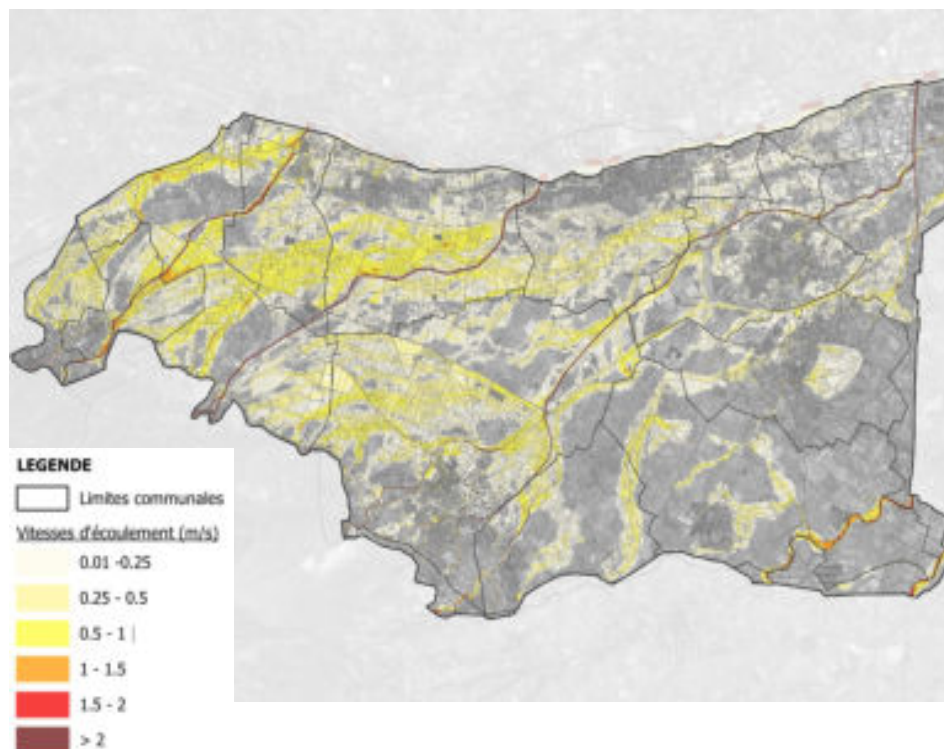 LEGENDE
Limites communales
Vitesses d'écoulement (m/s)
0.01 -0.25
0.25 - 0.5
0.5 - 1
1 - 1.5
1.5 - 2
> 2